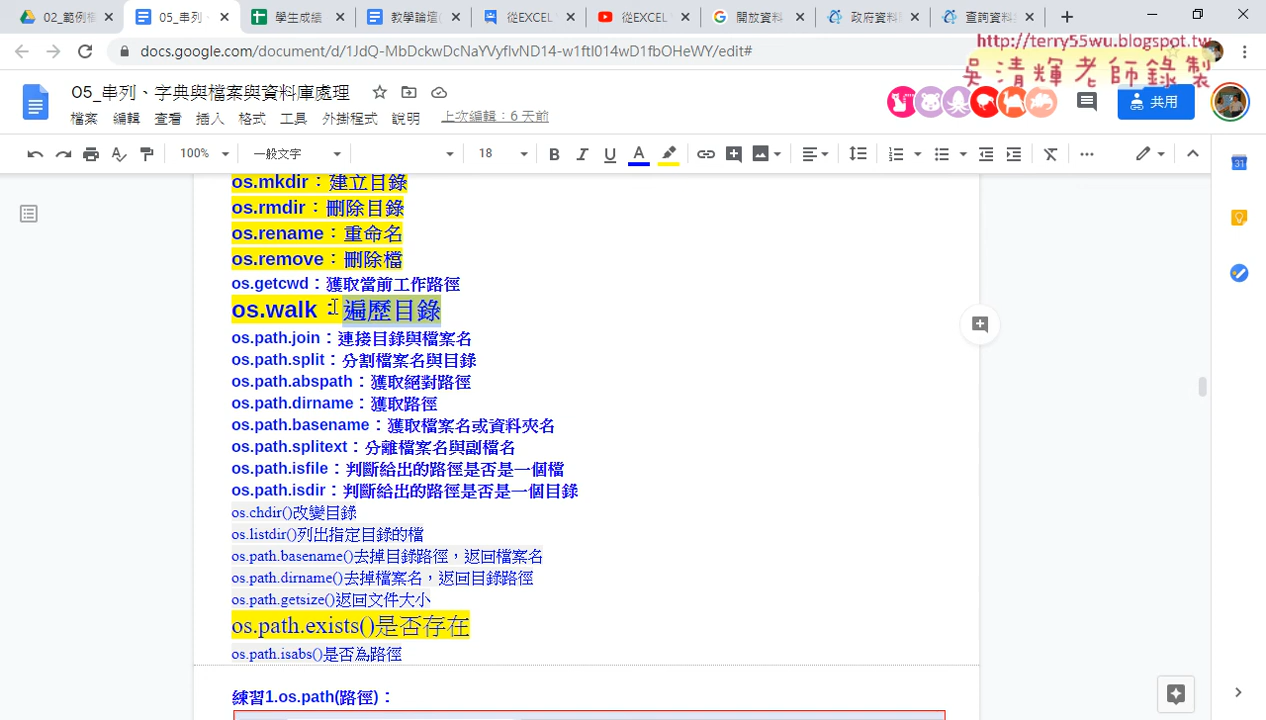 02_範例檔
05_串列、
學生成績
教學論壇(
從EXCEL
從EXCEL
開放資料
政府資料
查詢資料
docs.google.com/document/d/1JdQ-MbDckwDcNaYVyfIvND14-w1ftI014wD1fbOHeWY/edit#
http://terry55wu.blogspot.tw
吳清輝老師錄製
05_串列、字典與檔案與資料庫處理
共用
檔案 編輯 查看 插入 格式 工具 外掛程式 說明 上次編輯：6 天前
100% 一般文字 18 B I U A
31
os.mkdir：建立目錄
os.rmdir：刪除目錄
os.rename：重命名
os.remove：刪除檔
os.getcwd：獲取當前工作路徑
os.walk：遍歷目錄
os.path.join：連接目錄與檔案名
os.path.split：分割檔案名與目錄
os.path.abspath：獲取絕對路徑
os.path.dirname：獲取路徑
os.path.basename：獲取檔案名或資料夾名
os.path.splitext：分離檔案名與副檔名
os.path.isfile：判斷給出的路徑是否是一個檔
os.path.isdir：判斷給出的路徑是否是一個目錄
os.chdir()改變目錄
os.listdir()列出指定目錄的檔
os.path.basename()去掉目錄路徑，返回檔案名
os.path.dirname()去掉檔案名，返回目錄路徑
os.path.getsize()返回文件大小
os.path.exists()是否存在
os.path.isabs()是否為路徑
練習1.os.path(路徑)：